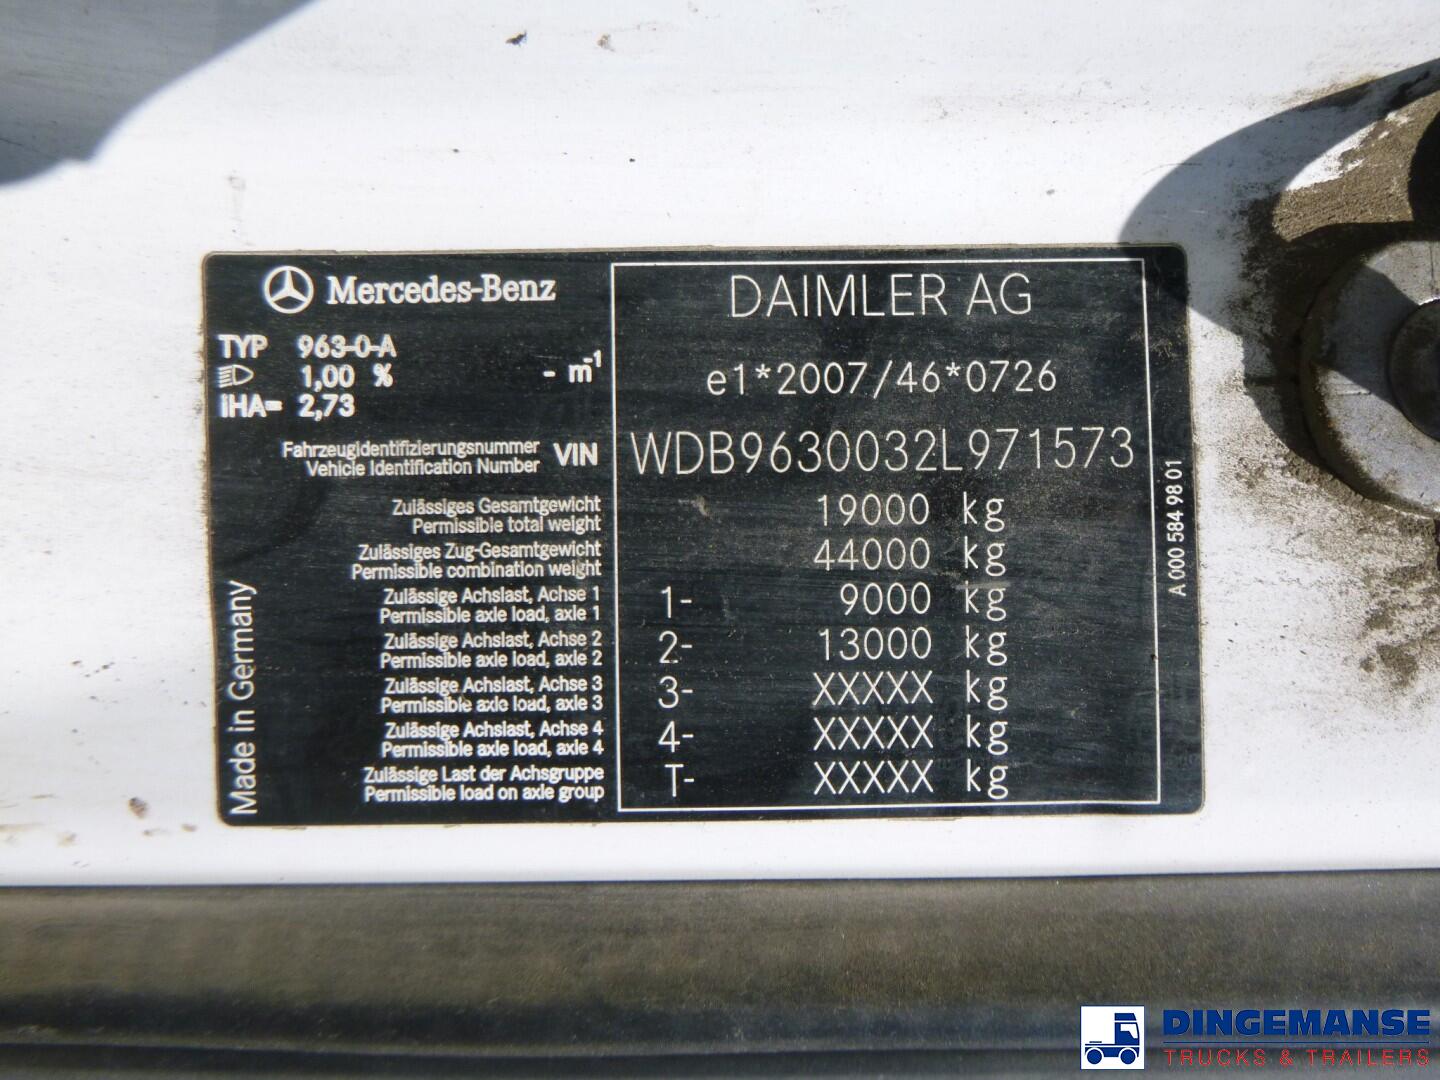 Mercedes-Benz
TYP 963-0-A
1,00 % - m-1
iHA= 2,73
Fahrzeugidentifizierungsnummer
Vehicle Identification Number VIN
Zulässiges Gesamtgewicht
Permissible total weight
Zulässiges Zug-Gesamtgewicht
Permissible combination weight
Zulässige Achslast, Achse 1
Permissible axle load, axle 1
Zulässige Achslast, Achse 2
Permissible axle load, axle 2
Zulässige Achslast, Achse 3
Permissible axle load, axle 3
Zulässige Achslast, Achse 4
Permissible axle load, axle 4
Zulässige Last der Achsgruppe
Permissible load on axle group
Made in Germany
DAIMLER AG
e1*2007/46*0726
WDB9630032L971573
19000 kg
44000 kg
1- 9000 kg
2- 13000 kg
3- XXXXX kg
4- XXXXX kg
T- XXXXX kg
A 000 584 98 01
DINGEMANSE
TRUCKS & TRAILERS